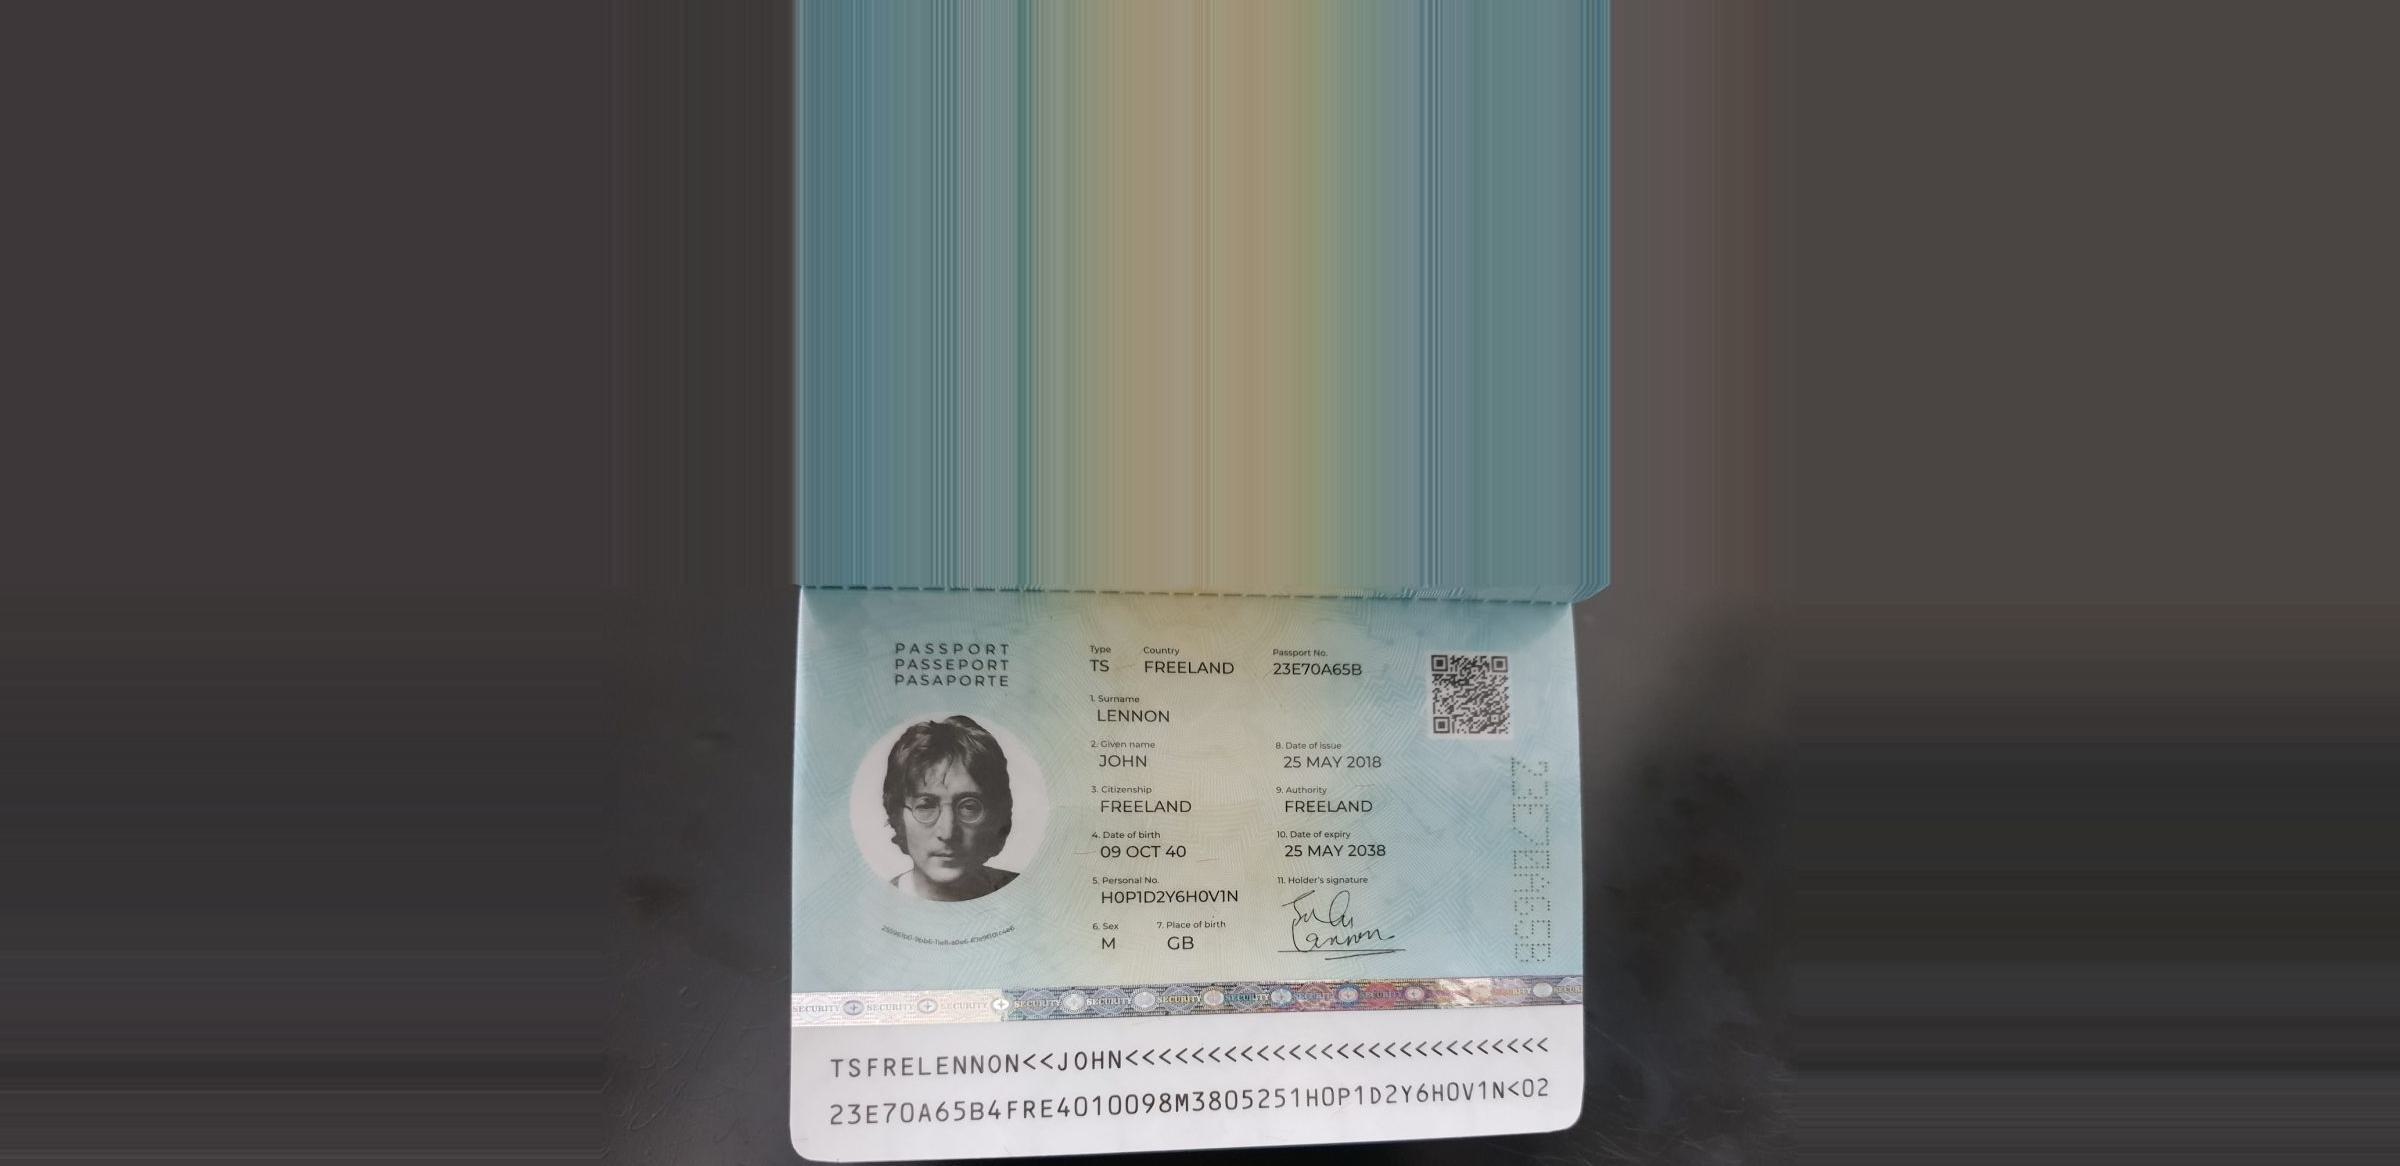 PASSPORT
PASSEPORT
PASAPORTE
Type Country Passport No.
TS FREELAND 23E70A65B
1. Surname
LENNON
2. Given name 8. Date of issue
JOHN 25 MAY 2018
3. Citizenship 9. Authority
FREELAND FREELAND
4. Date of birth 10. Date of expiry
09 OCT 40 25 MAY 2038
5. Personal No. 11. Holder's signature
H0P1D2Y6H0V1N
6. Sex 7. Place of birth
M GB
Lennon
23E70A65B
SECURITY SECURITY SECURITY SECURITY SECURITY SECURITY SECURITY SECURITY SECURITY
TSFRELENNON<<JOHN<<<<<<<<<<<<<<<<<<<<<<<<<<<
23E70A65B4FRE4010098M3805251H0P1D2Y6H0V1N<02